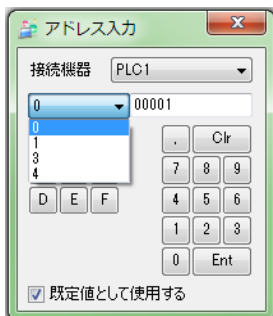 アドレス入力
接続機器 PLC1
0 00001
0
1
3
4
. Clr
7 8 9
D E F 4 5 6
1 2 3
0 Ent
既定値として使用する